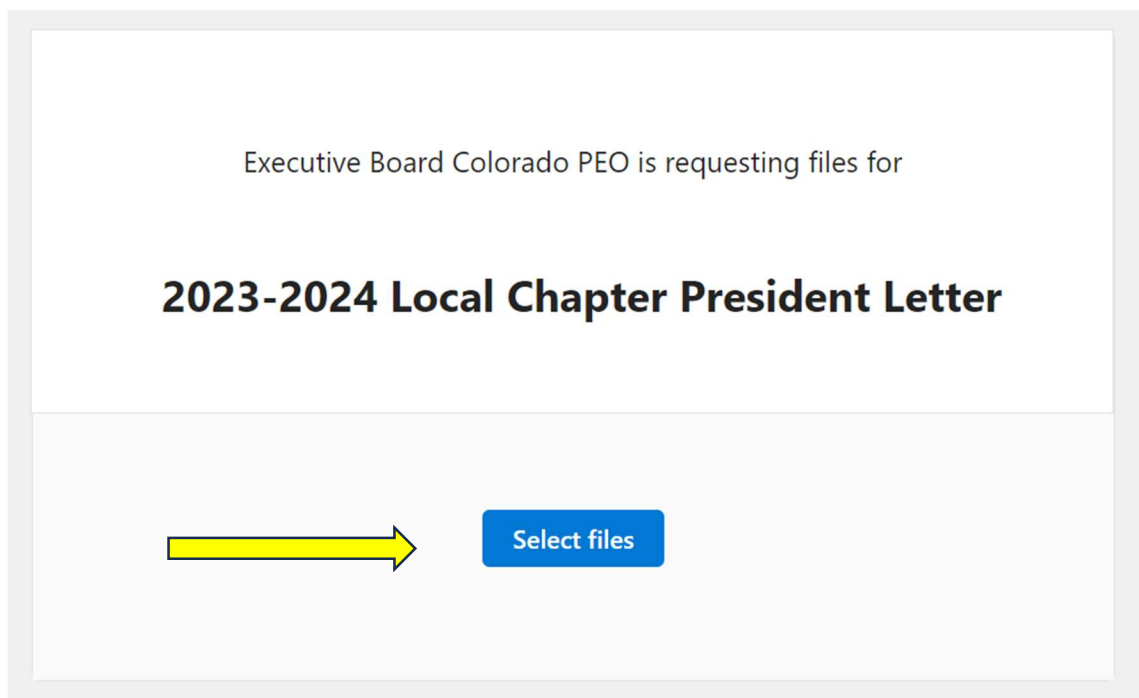 Executive Board Colorado PEO is requesting files for
2023-2024 Local Chapter President Letter
Select files